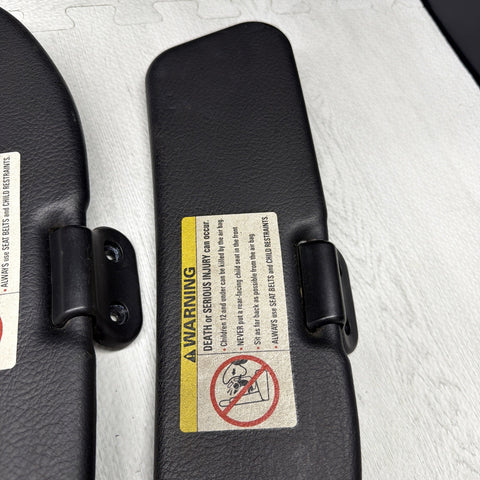 • ALWAYS use SEAT BELTS and CHILD RESTRAINTS.
WARNING
DEATH or SERIOUS INJURY can occur.
• Children 12 and under can be killed by the air bag.
• NEVER put a rear-facing child seat in the front
• Sit as far back as possible from the air bag.
• ALWAYS use SEAT BELTS and CHILD RESTRAINTS.